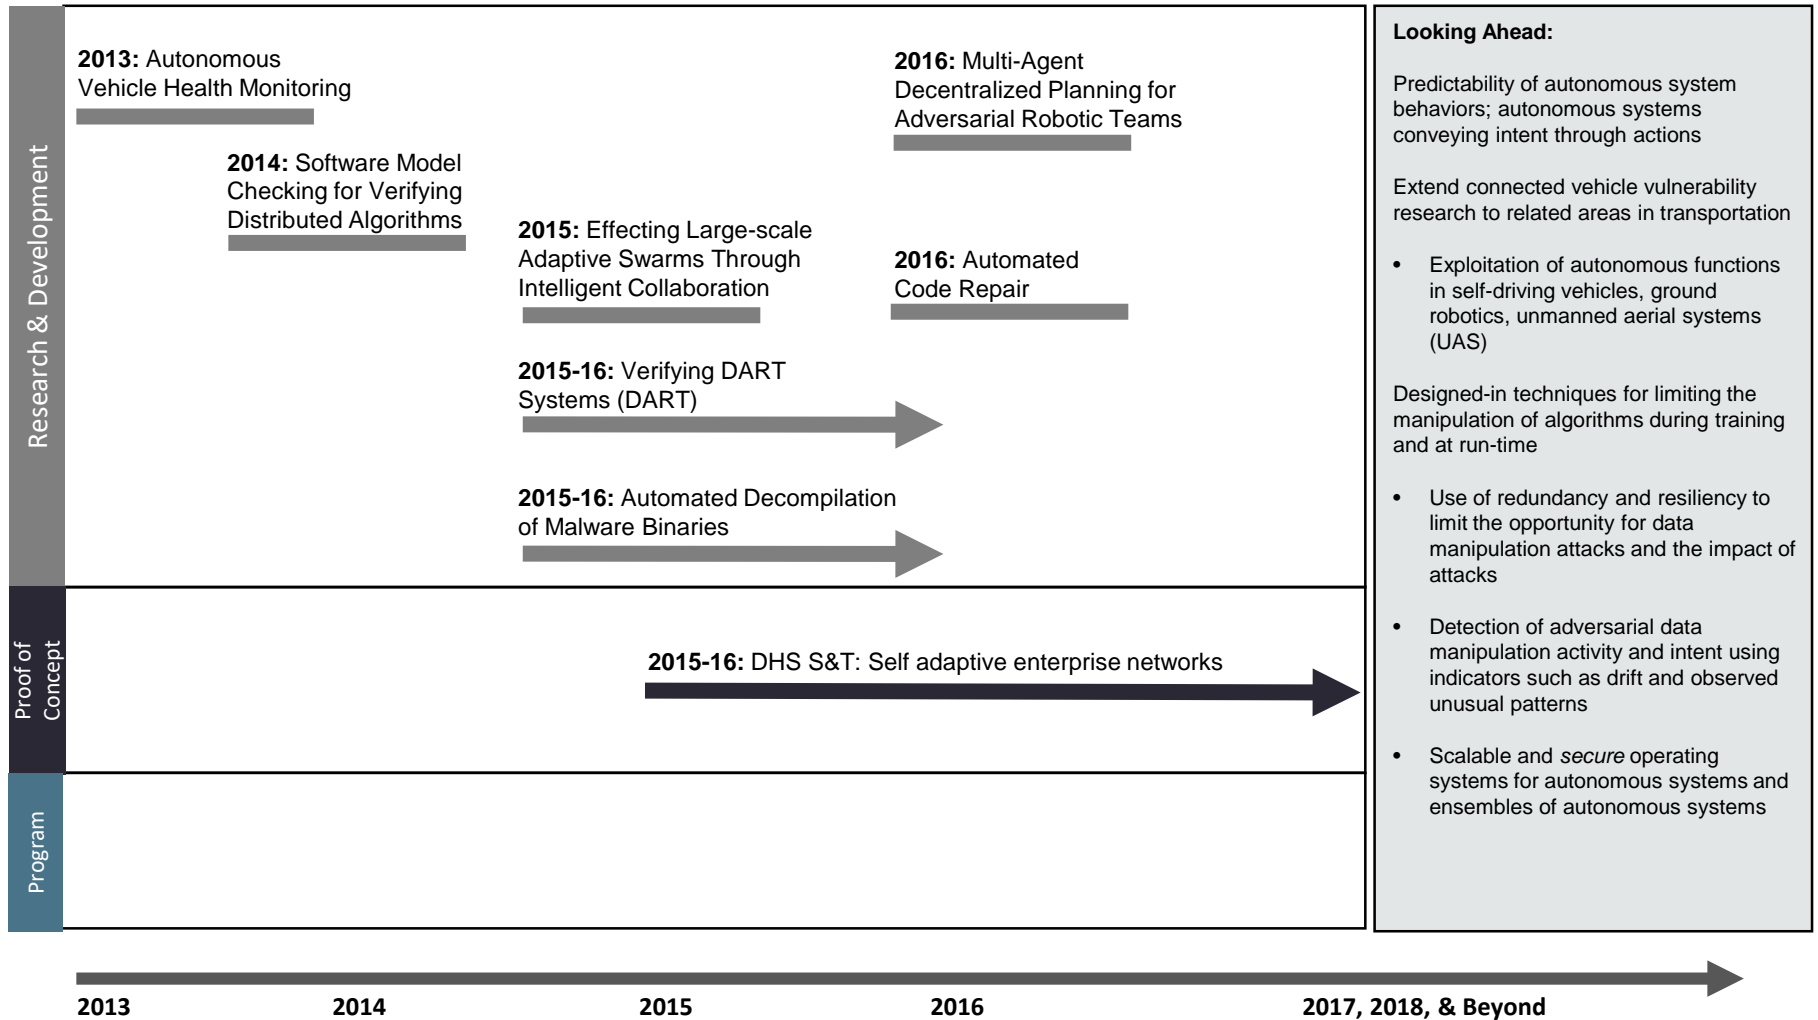 Research & Development
2013: Autonomous
Vehicle Health Monitoring
2014: Software Model
Checking for Verifying
Distributed Algorithms
2015: Effecting Large-scale
Adaptive Swarms Through
Intelligent Collaboration
2015-16: Verifying DART
Systems (DART)
2015-16: Automated Decompilation
of Malware Binaries
2016: Multi-Agent
Decentralized Planning for
Adversarial Robotic Teams
2016: Automated
Code Repair
Proof of
Concept
2015-16: DHS S&T: Self adaptive enterprise networks
Program
Looking Ahead:
Predictability of autonomous system
behaviors; autonomous systems
conveying intent through actions
Extend connected vehicle vulnerability
research to related areas in transportation
• Exploitation of autonomous functions
in self-driving vehicles, ground
robotics, unmanned aerial systems
(UAS)
Designed-in techniques for limiting the
manipulation of algorithms during training
and at run-time
• Use of redundancy and resiliency to
limit the opportunity for data
manipulation attacks and the impact of
attacks
• Detection of adversarial data
manipulation activity and intent using
indicators such as drift and observed
unusual patterns
• Scalable and secure operating
systems for autonomous systems and
ensembles of autonomous systems
2013
2014
2015
2016
2017, 2018, & Beyond